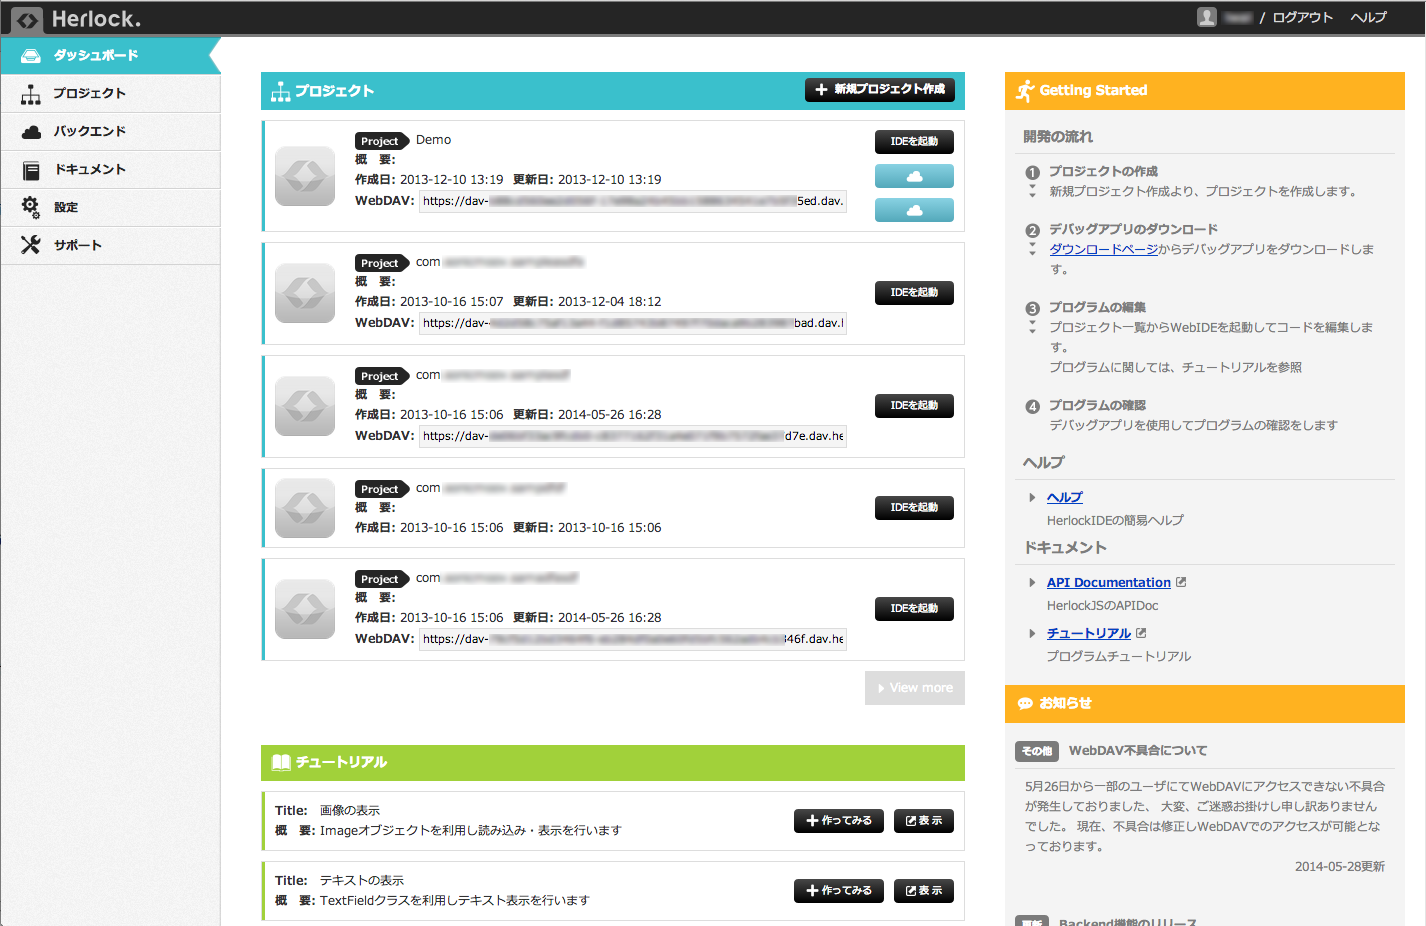 Herlock.
/ ログアウト ヘルプ
ダッシュボード
プロジェクト
バックエンド
ドキュメント
設定
サポート
プロジェクト
新規プロジェクト作成
Project Demo
概 要:
作成日: 2013-12-10 13:19 更新日: 2013-12-10 13:19
WebDAV: https://dav- 5ed.dav.
IDEを起動
Project com
概 要:
作成日: 2013-10-16 15:07 更新日: 2013-12-04 18:12
WebDAV: https://dav- bad.dav.l
IDEを起動
Project com
概 要:
作成日: 2013-10-16 15:06 更新日: 2014-05-26 16:28
WebDAV: https://dav- d7e.dav.he
IDEを起動
Project com
概 要:
作成日: 2013-10-16 15:06 更新日: 2013-10-16 15:06
IDEを起動
Project com
概 要:
作成日: 2013-10-16 15:06 更新日: 2014-05-26 16:28
WebDAV: https://dav- 446f.dav.he
IDEを起動
View more
チュートリアル
Title: 画像の表示
概 要: Imageオブジェクトを利用し読み込み・表示を行います
作ってみる 表 示
Title: テキストの表示
概 要: TextFieldクラスを利用しテキスト表示を行います
作ってみる 表 示
Getting Started
開発の流れ
1 プロジェクトの作成
新規プロジェクト作成より、プロジェクトを作成します。
2 デバッグアプリのダウンロード
ダウンロードページからデバッグアプリをダウンロードしま
す。
3 プログラムの編集
プロジェクト一覧からWebIDEを起動してコードを編集しま
す。
プログラムに関しては、チュートリアルを参照
4 プログラムの確認
デバッグアプリを使用してプログラムの確認をします
ヘルプ
ヘルプ
HerlockIDEの簡易ヘルプ
ドキュメント
API Documentation
HerlockJSのAPIDoc
チュートリアル
プログラムチュートリアル
お知らせ
その他 WebDAV不具合について
5月26日から一部のユーザにてWebDAVにアクセスできない不具合
が発生しておりました、 大変、ご迷惑お掛けし申し訳ありません
でした。 現在、不具合は修正しWebDAVでのアクセスが可能とな
っております。
2014-05-28更新
更新 Backend機能のリリース